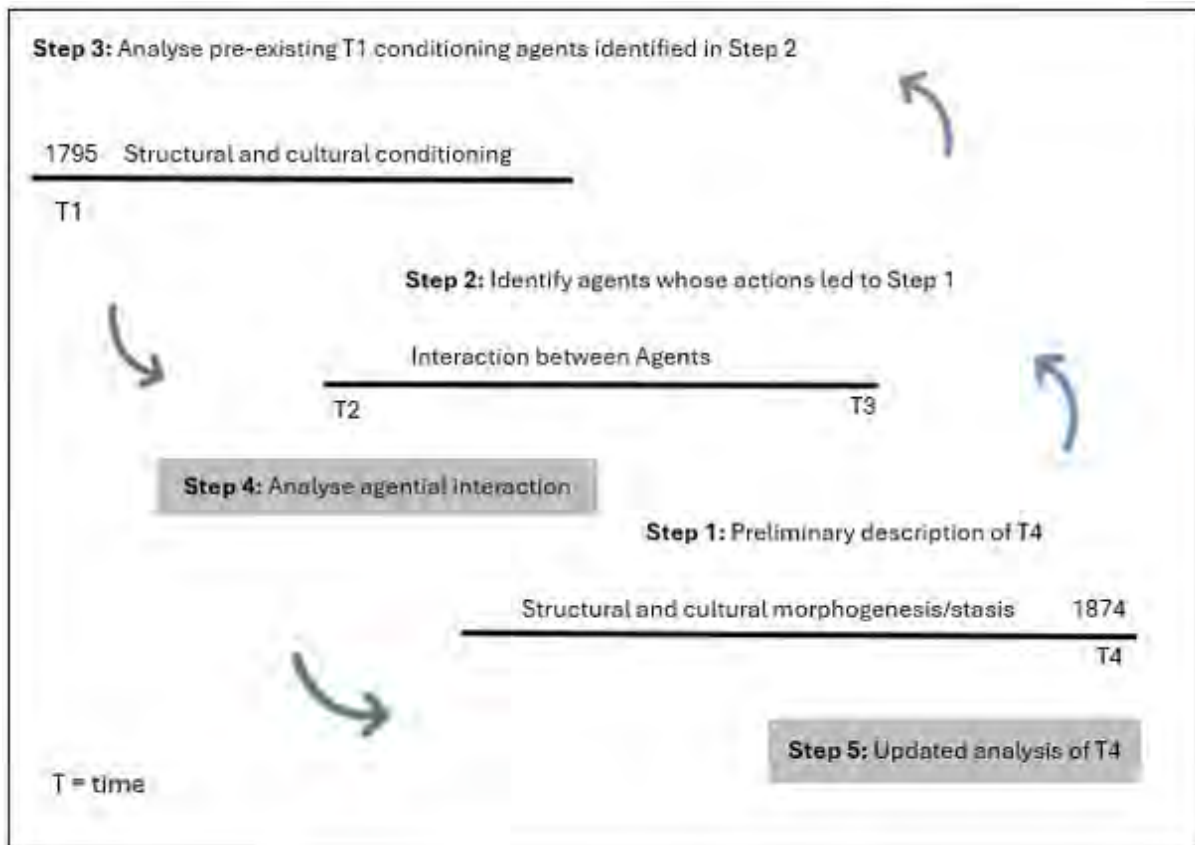 Step 3: Analyse pre-existing T1 conditioning agents identified in Step 2
1795 Structural and cultural conditioning
T1
Step 2: Identify agents whose actions led to Step 1
Interaction between Agents
T2 T3
Step 4: Analyse agential interaction
Step 1: Preliminary description of T4
Structural and cultural morphogenesis/stasis 1874
T4
Step 5: Updated analysis of T4
T = time